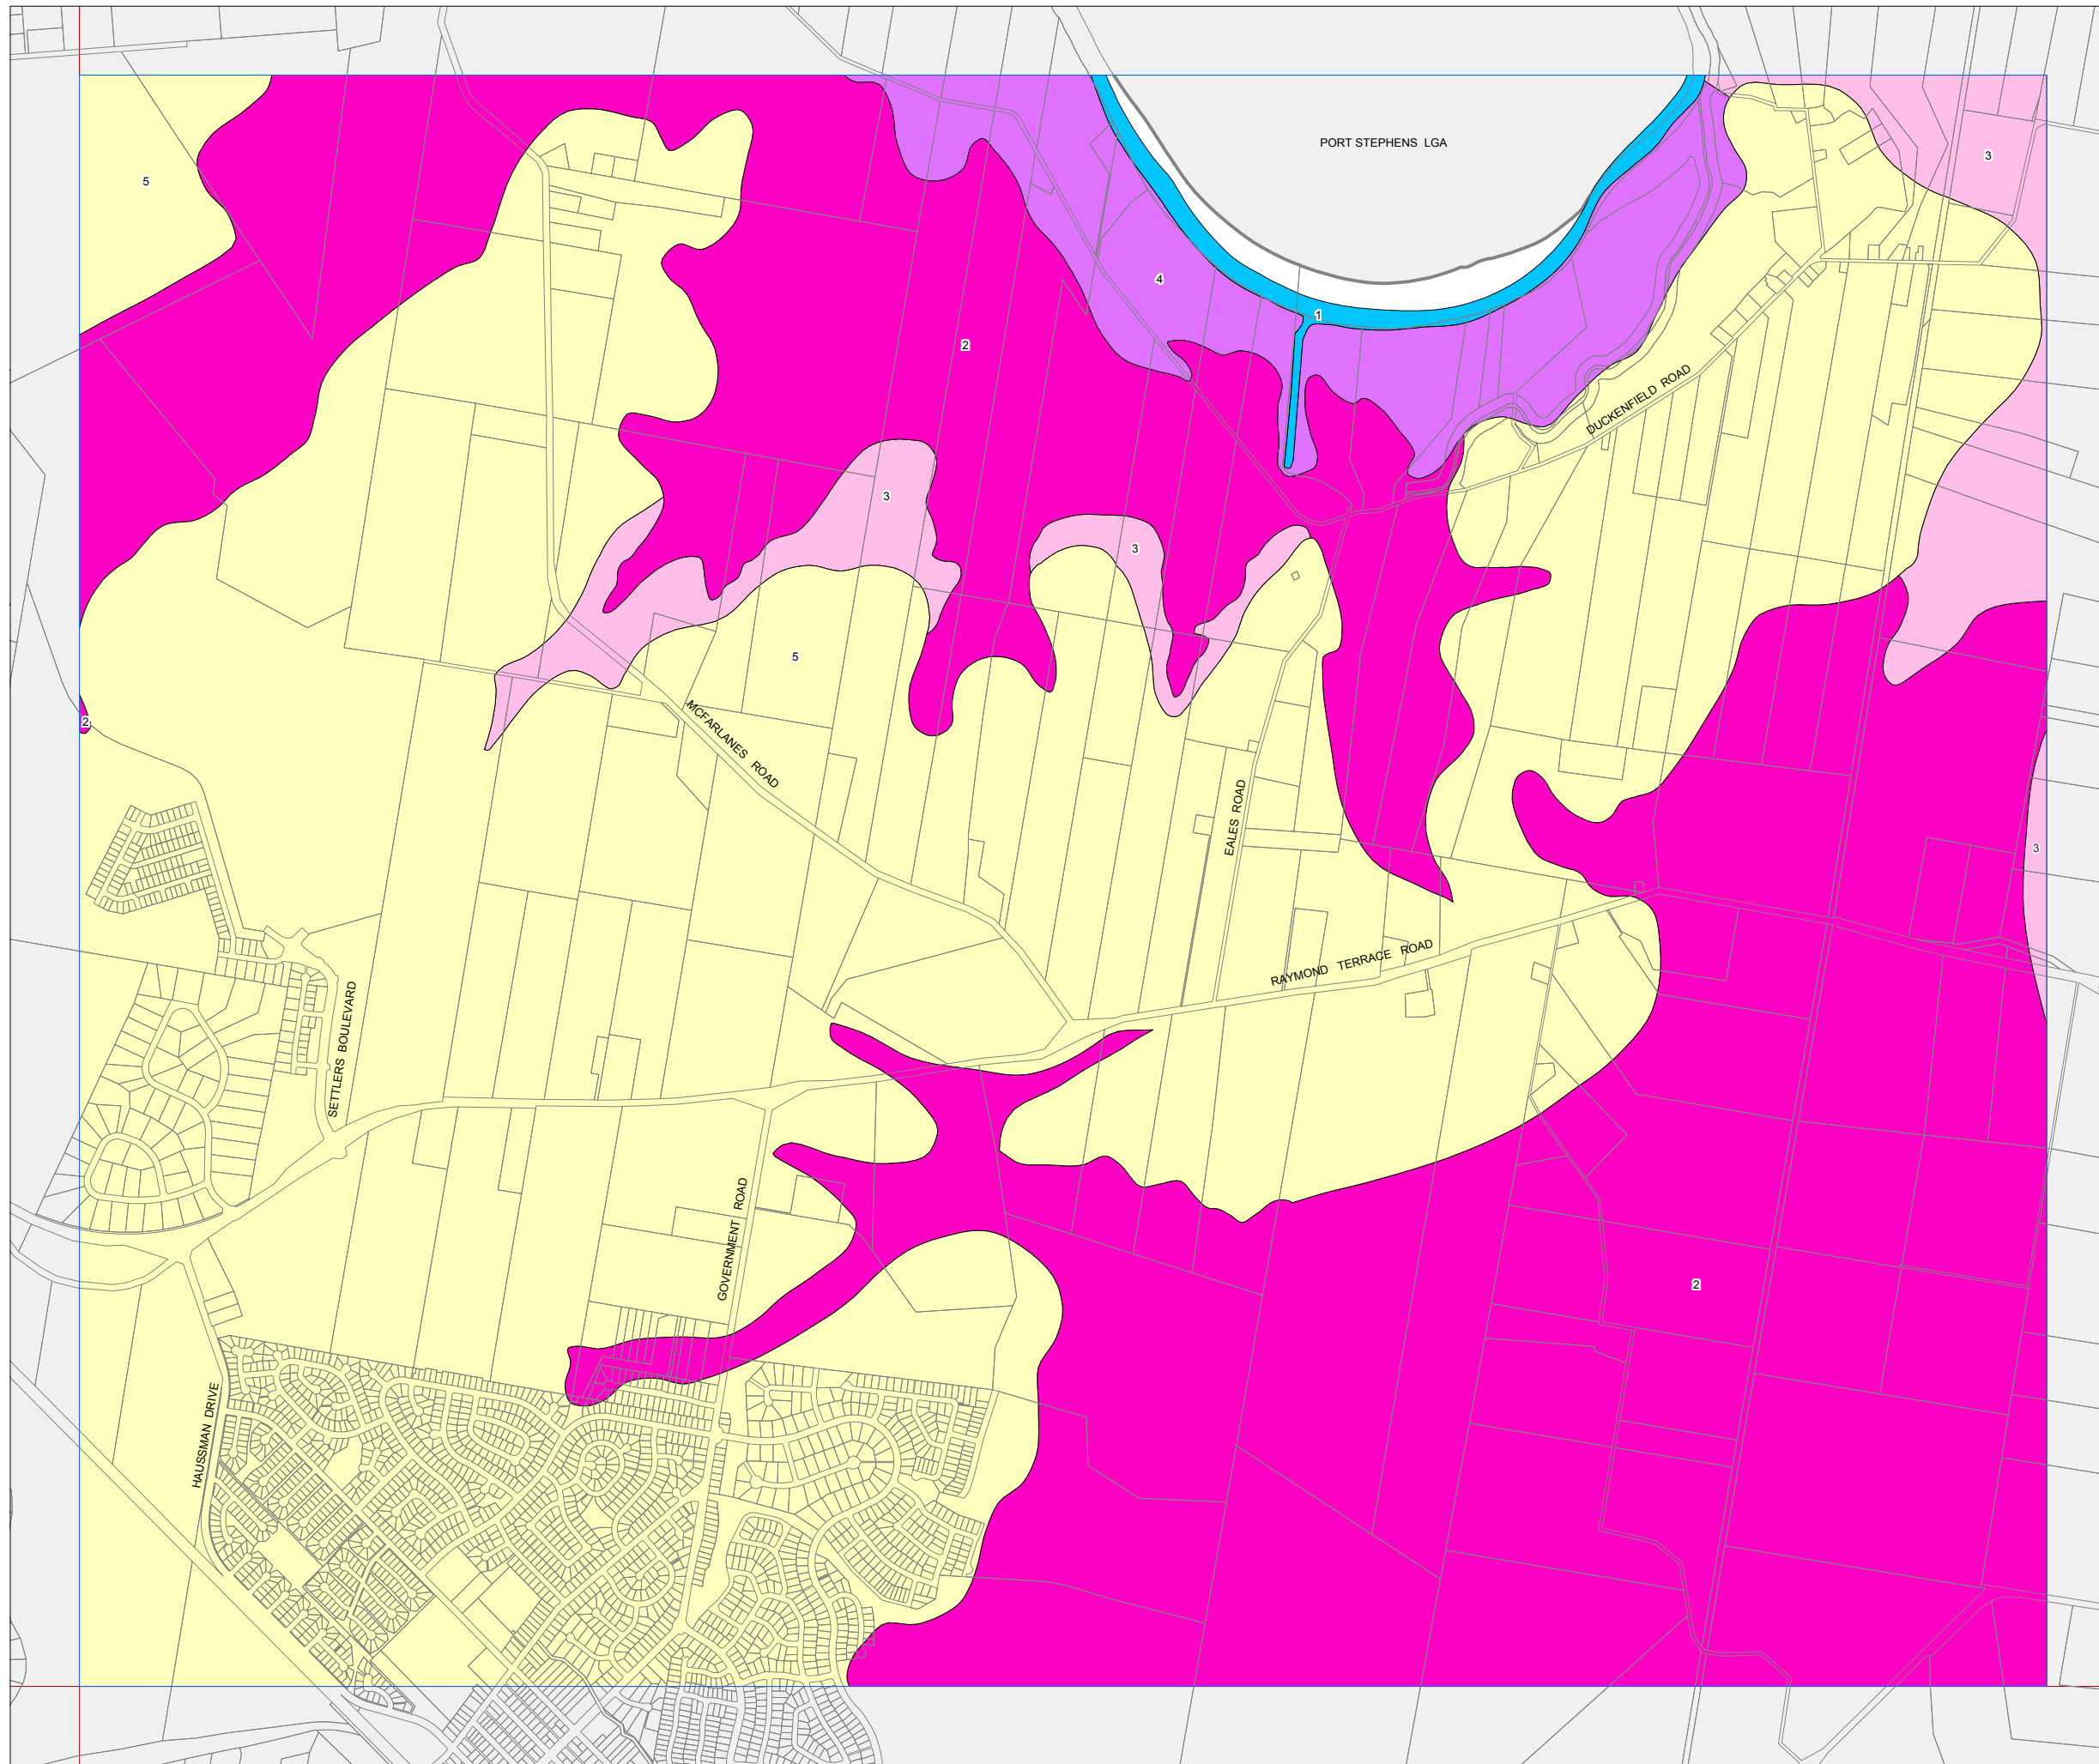 PORT STEPHENS LGA
3
5
4
1
2
DUCKENFIELD ROAD
3
3
5
2
MCFARLANES ROAD
EALES ROAD
3
RAYMOND TERRACE ROAD
SETTLERS BOULEVARD
GOVERNMENT ROAD
2
HAUSSMAN DRIVE